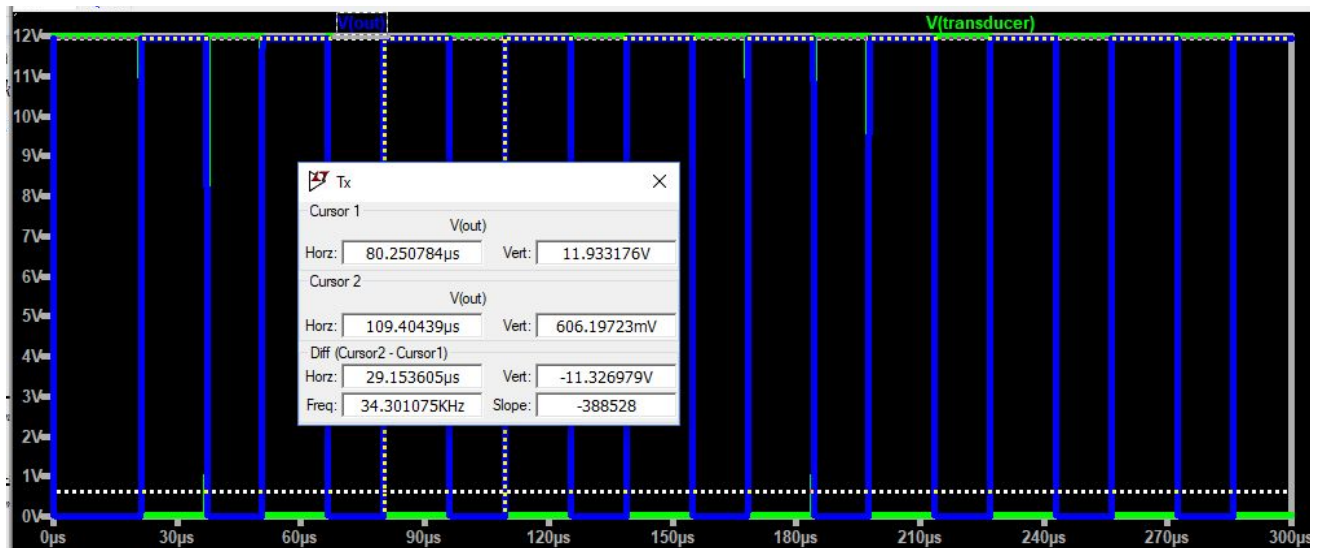 V(out) V(transducer)
12V
11V
10V
9V
8V
7V
6V
5V
4V
3V
2V
1V
0V
Tx
Cursor 1
V(out)
Horz: 80.250784µs Vert: 11.933176V
Cursor 2
V(out)
Horz: 109.40439µs Vert: 606.19723mV
Diff (Cursor2 - Cursor1)
Horz: 29.153605µs Vert: -11.326979V
Freq: 34.301075KHz Slope: -388528
0µs 30µs 60µs 90µs 120µs 150µs 180µs 210µs 240µs 270µs 300µs